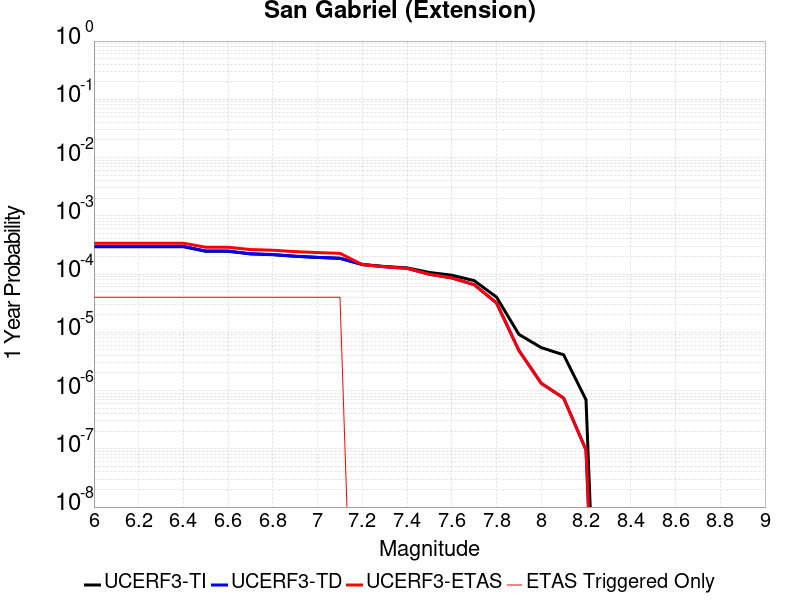 San Gabriel (Extension)
10^0
10^-1
10^-2
10^-3
10^-4
10^-5
10^-6
10^-7
10^-8
1 Year Probability
6 6.2 6.4 6.6 6.8 7 7.2 7.4 7.6 7.8 8 8.2 8.4 8.6 8.8 9
Magnitude
UCERF3-TI UCERF3-TD UCERF3-ETAS ETAS Triggered Only